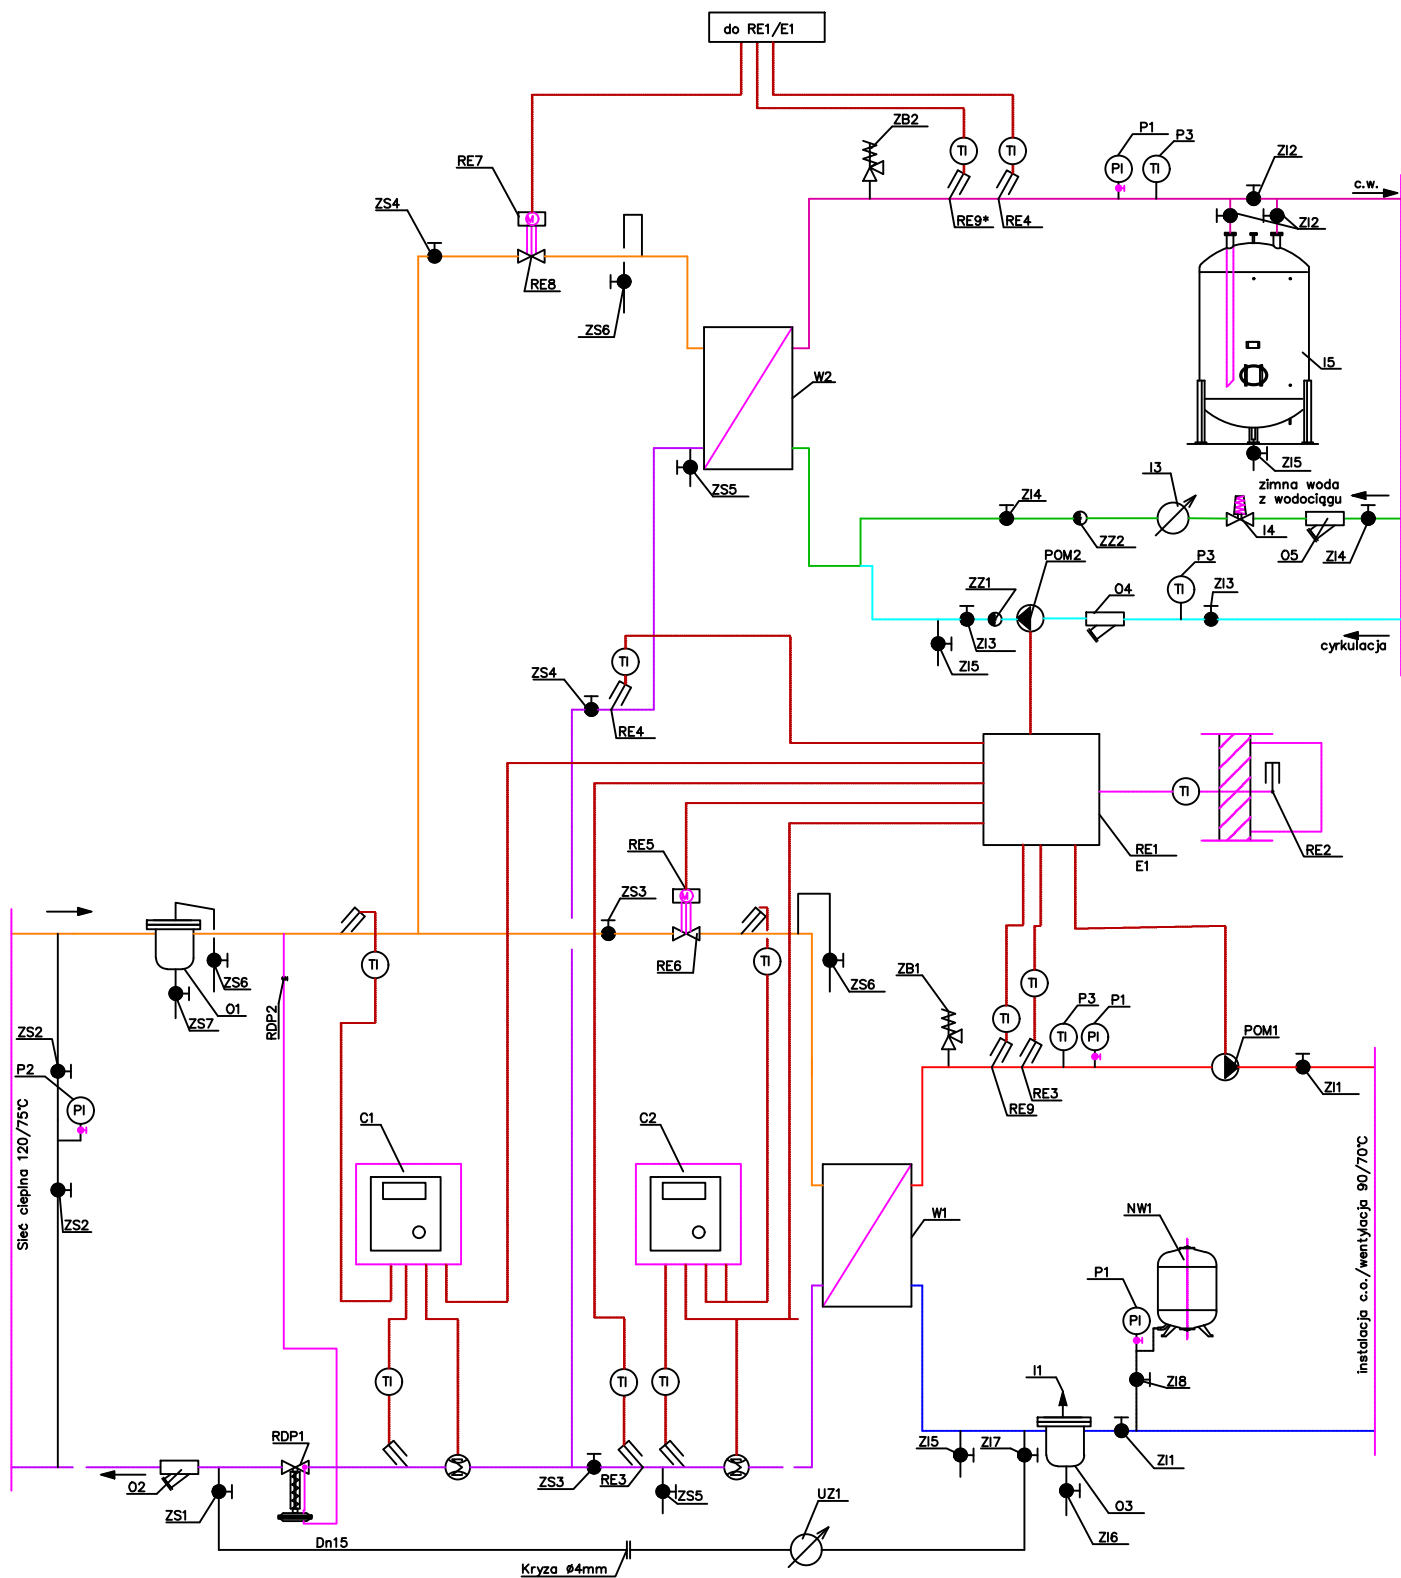 do RE1/E1
ZB2
P1
P3
ZI2
RE7
TI
TI
PI
TI
c.w.
ZS4
M
RE9*
RE4
ZI2
RE8
ZS6
I5
W2
ZS5
ZI5
I3
zimna woda
z wodociągu
ZI4
ZZ2
I4
O5
ZI4
POM2
P3
ZZ1
O4
ZI3
TI
ZI3
cyrkulacja
TI
ZI5
ZS4
RE4
TI
RE5
RE1
E1
RE2
ZS3
M
RE6
TI
TI
ZS6
ZS6
O1
ZS7
RDP2
ZB1
TI
TI
P3
P1
TI
PI
POM1
ZS2
P2
PI
RE3
RE9
ZI1
C1
C2
Sieć cieplna 120/75°C
ZS2
W1
NW1
instalacja c.o./wentylacja 90/70°C
P1
PI
TI
TI
TI
I1
ZI8
RDP1
O2
ZS1
ZS3
RE3
ZS5
ZI5
ZI7
ZI1
UZ1
O3
ZI6
Dn15
Kryza ø4mm